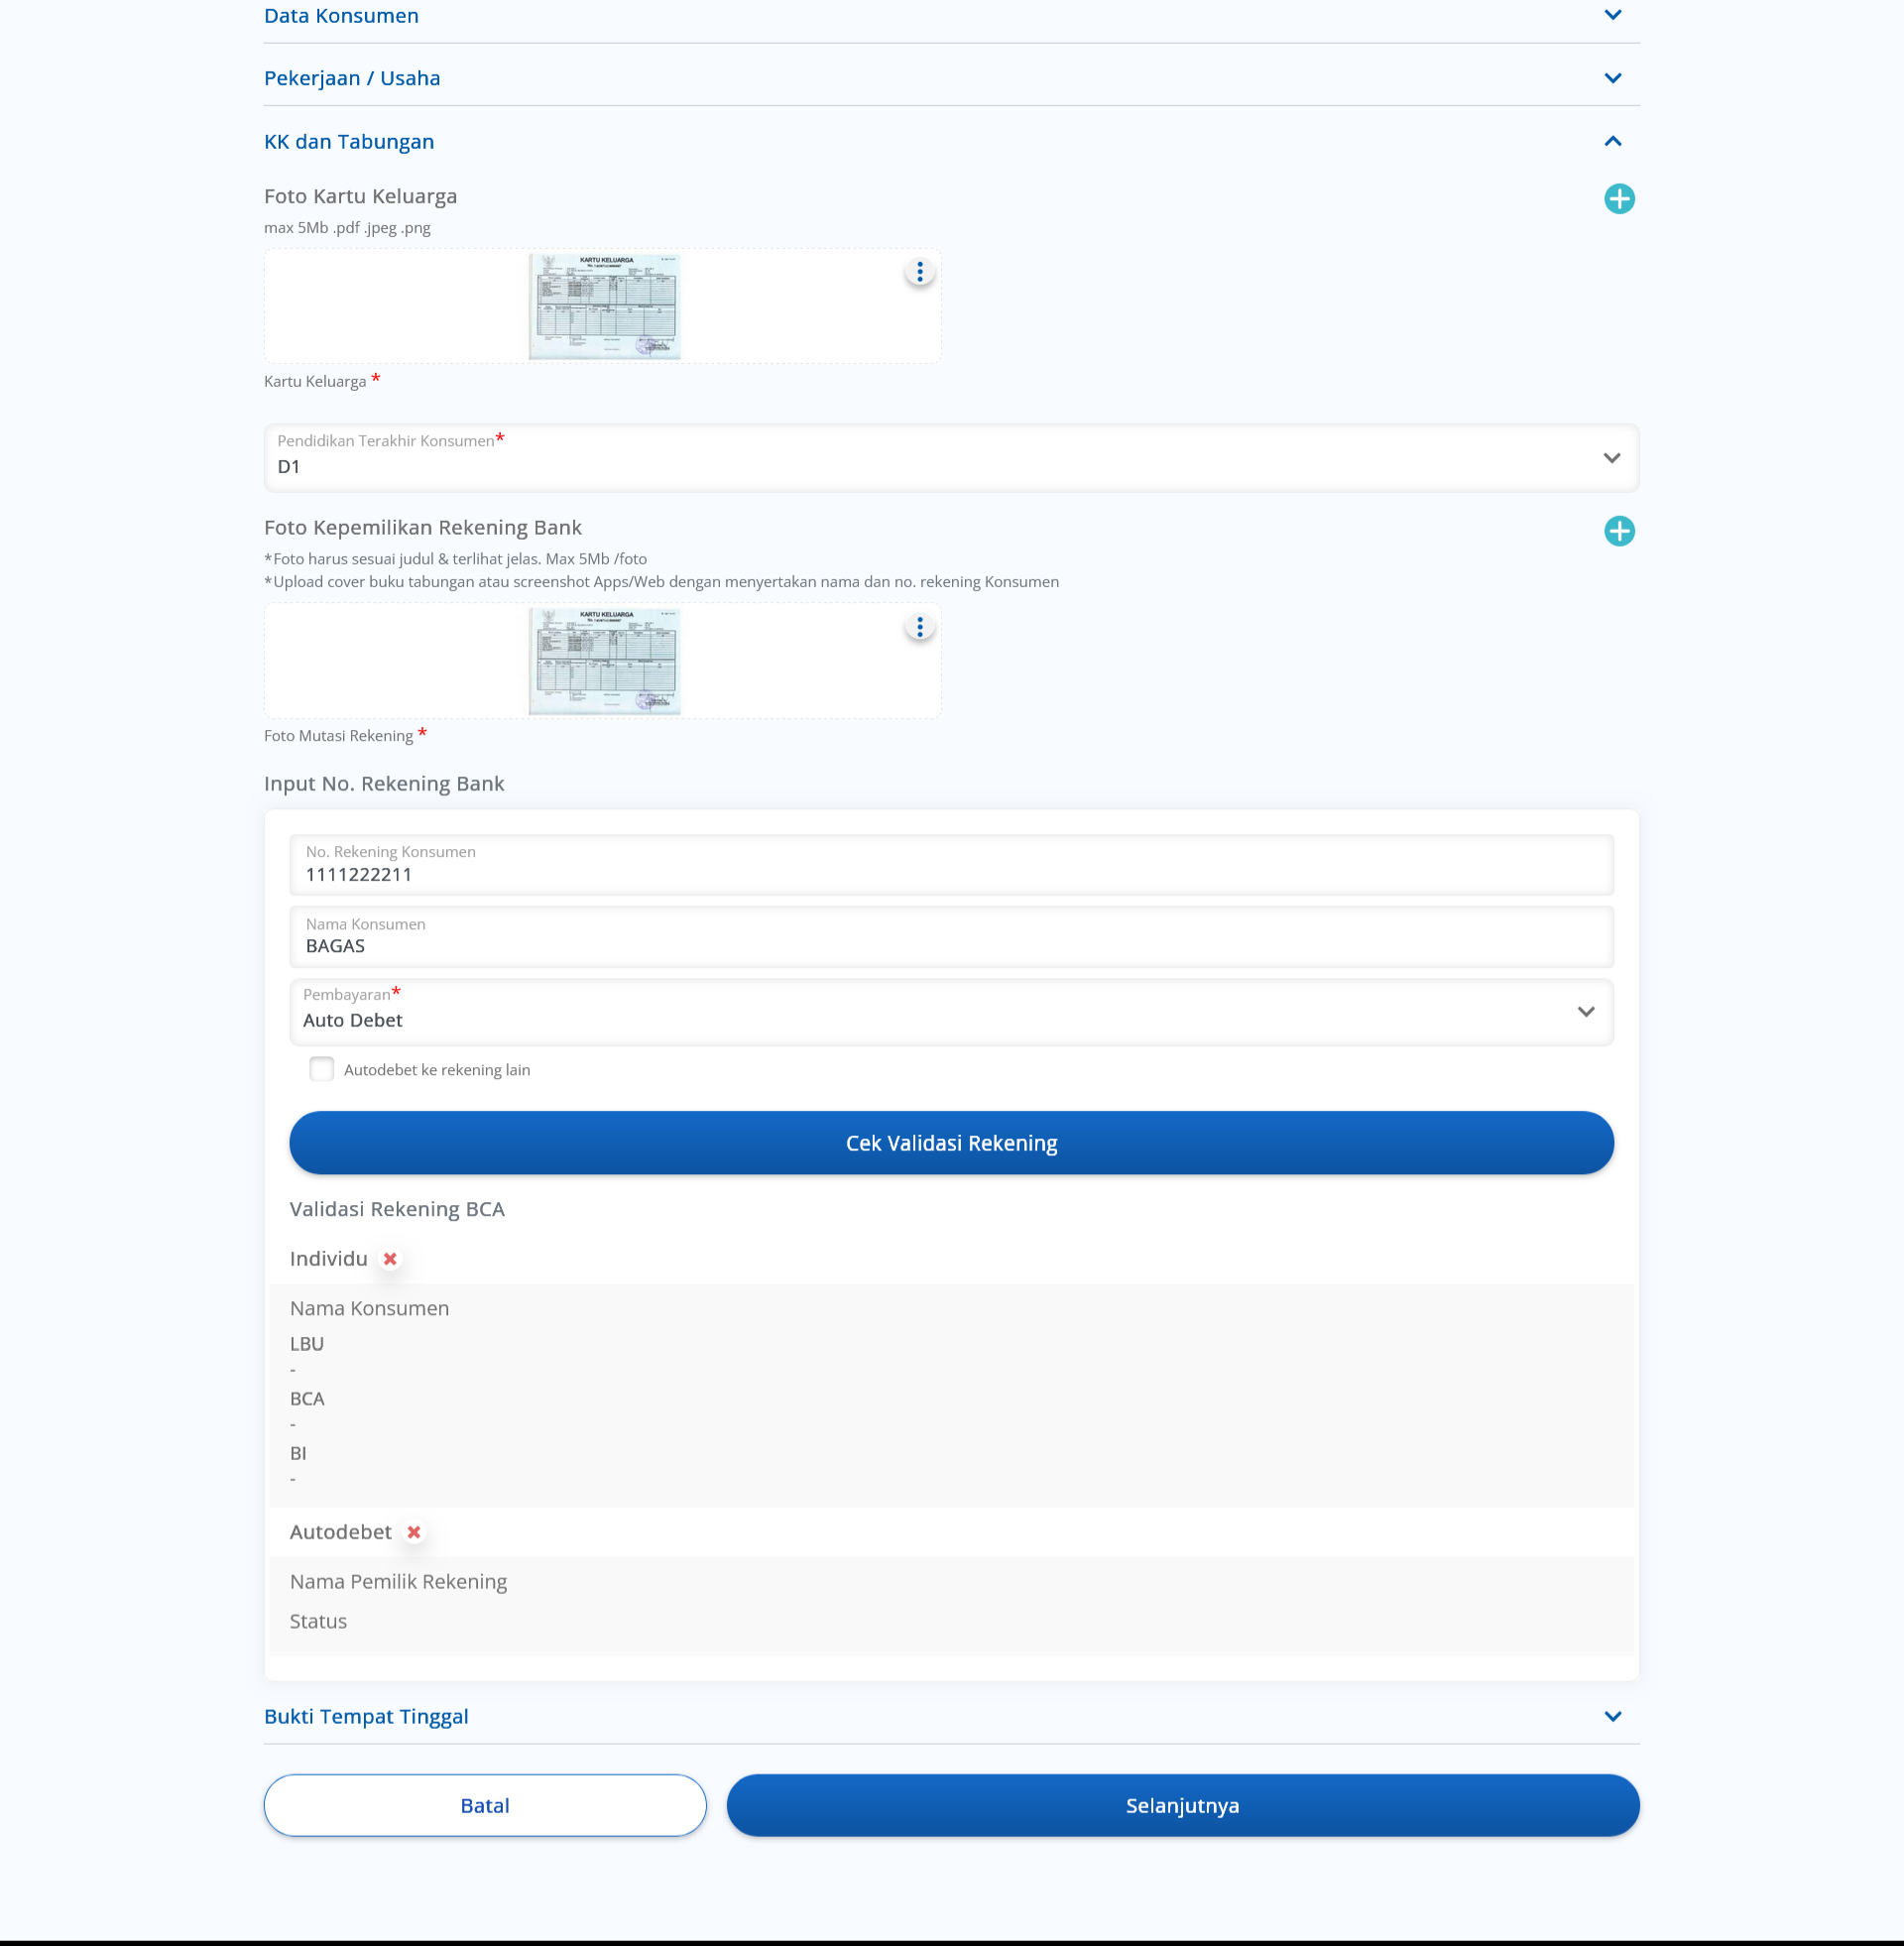 Data Konsumen
Pekerjaan / Usaha
KK dan Tabungan
Foto Kartu Keluarga
max 5Mb .pdf .jpeg .png
KARTU KELUARGA
Kartu Keluarga *
Pendidikan Terakhir Konsumen*
D1
Foto Kepemilikan Rekening Bank
*Foto harus sesuai judul & terlihat jelas. Max 5Mb /foto
*Upload cover buku tabungan atau screenshot Apps/Web dengan menyertakan nama dan no. rekening Konsumen
KARTU KELUARGA
Foto Mutasi Rekening *
Input No. Rekening Bank
No. Rekening Konsumen
1111222211
Nama Konsumen
BAGAS
Pembayaran*
Auto Debet
Autodebet ke rekening lain
Cek Validasi Rekening
Validasi Rekening BCA
Individu
Nama Konsumen
LBU
-
BCA
-
BI
-
Autodebet
Nama Pemilik Rekening
Status
Bukti Tempat Tinggal
Batal
Selanjutnya